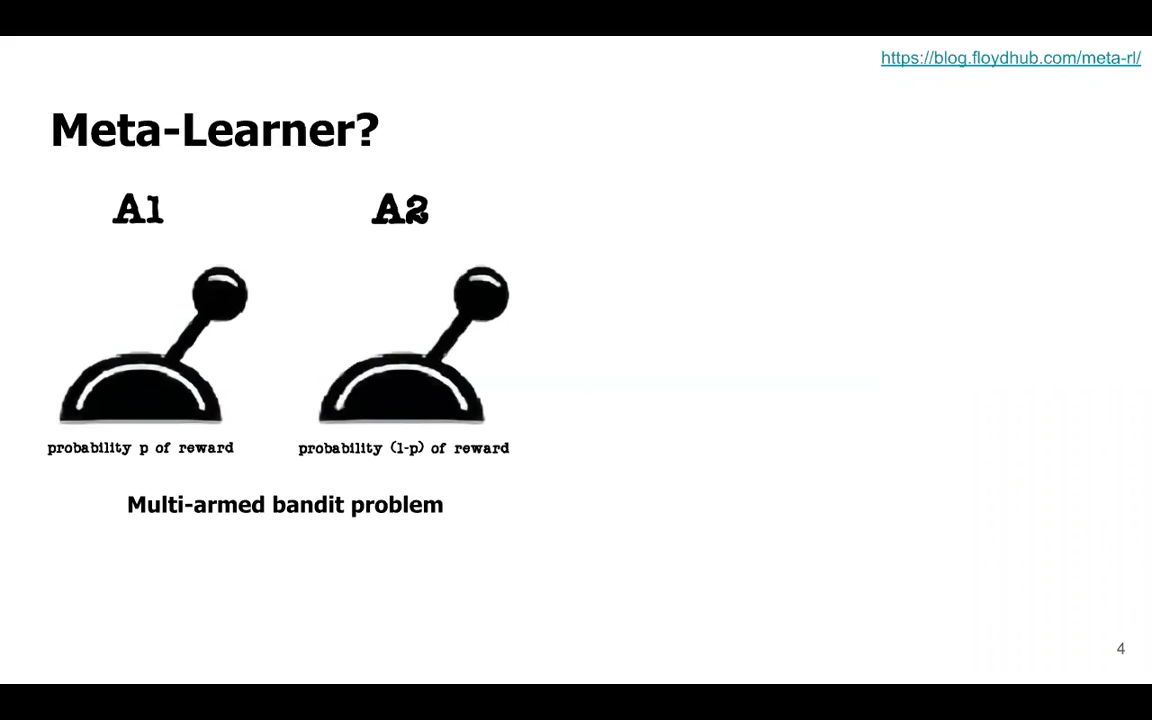 https://blog.floydhub.com/meta-rl/
Meta-Learner?
A1 A2
probability p of reward probability (1-p) of reward
Multi-armed bandit problem
4